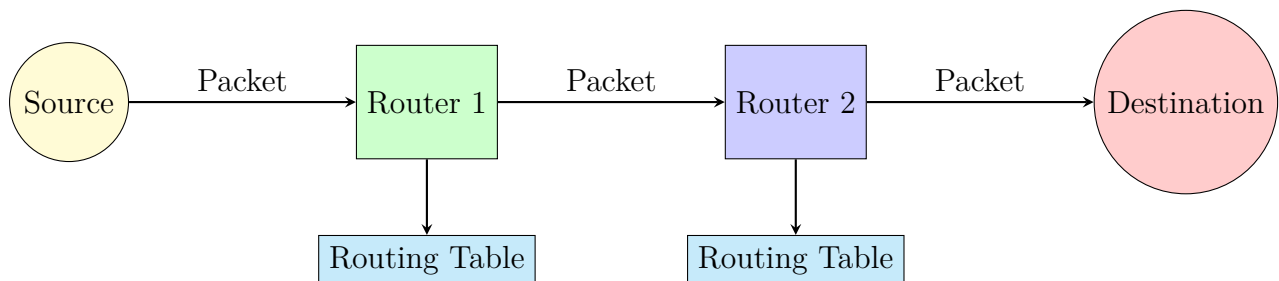 Packet
Packet
Packet
Source
Router 1
Router 2
Destination
Routing Table
Routing Table